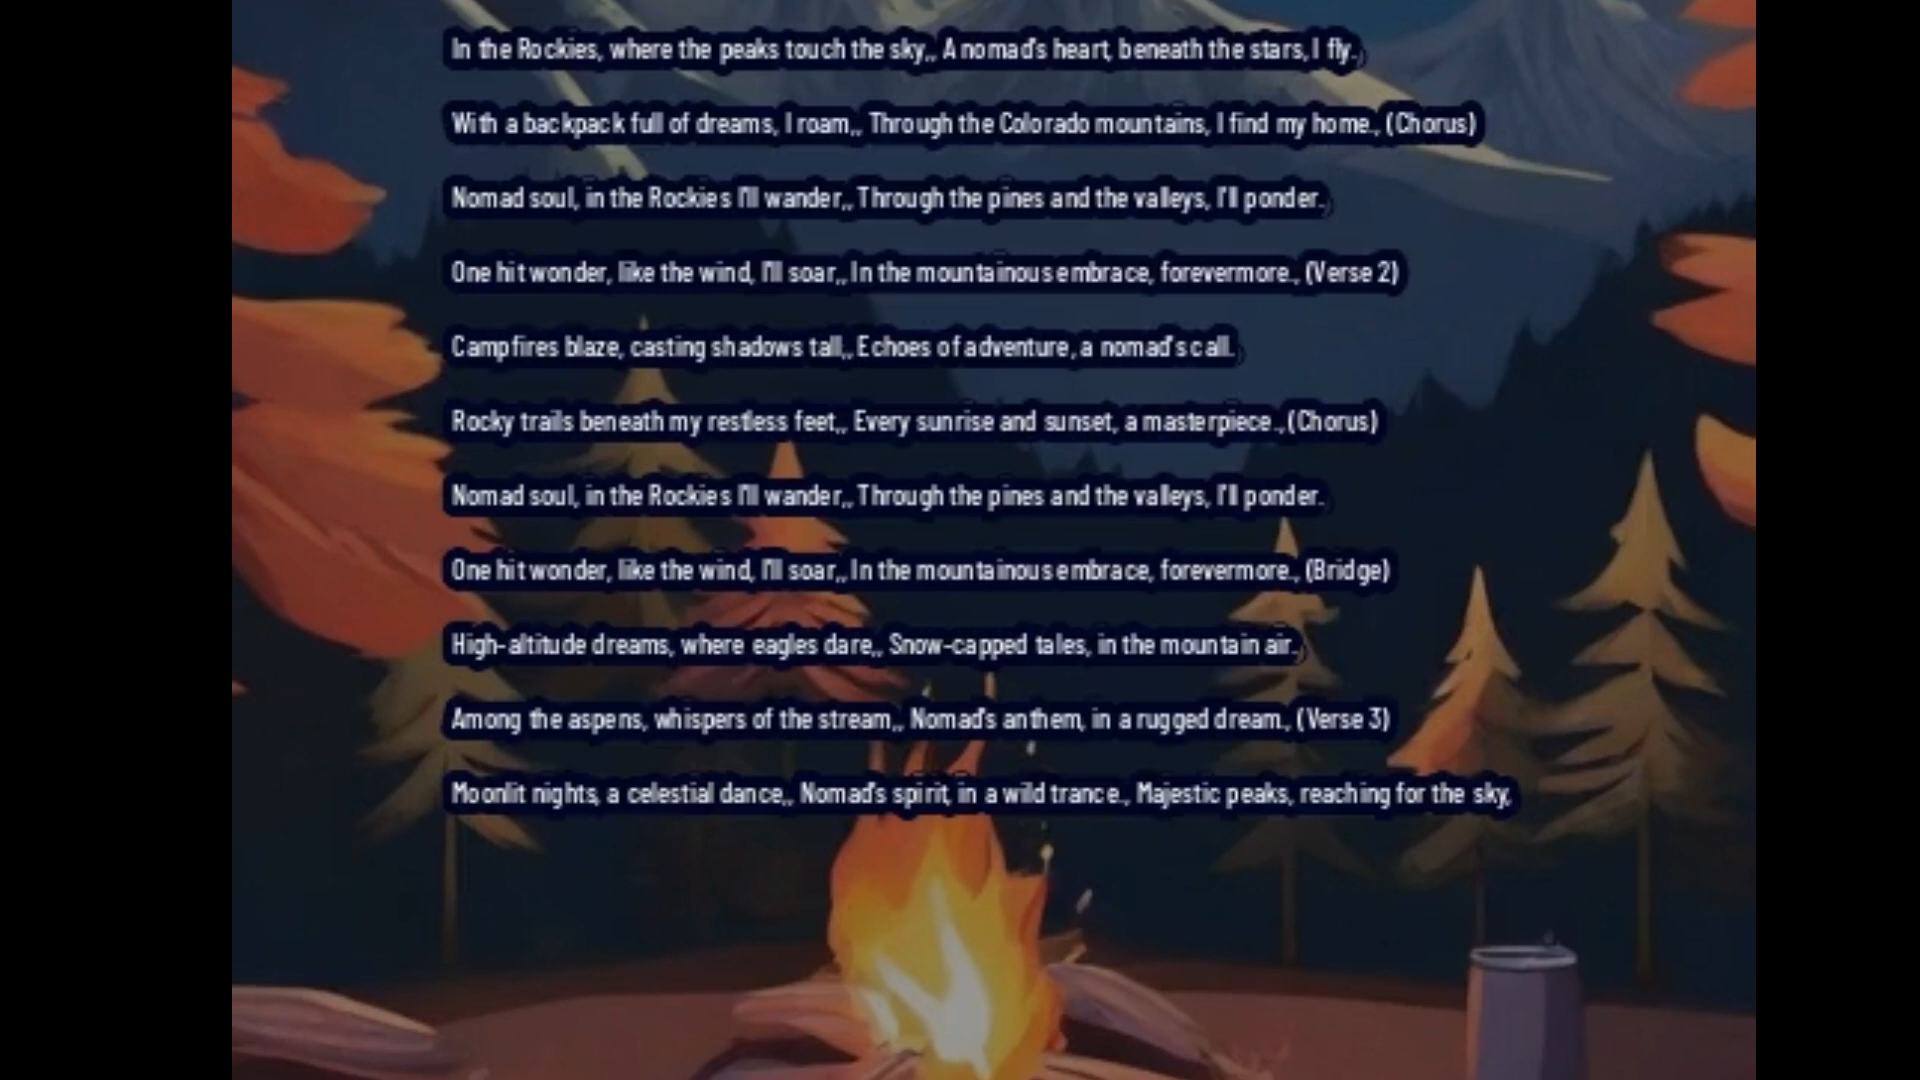 In the Rockies, where the peaks touch the sky,, A nomad's heart, beneath the stars, I fly.,
With a backpack full of dreams, I roam,, Through the Colorado mountains, I find my home., (Chorus)
Nomad soul, in the Rockies I'll wander,, Through the pines and the valleys, I'll ponder.,
One hit wonder, like the wind, I'll soar,, In the mountainous embrace, forevermore., (Verse 2)
Campfires blaze, casting shadows tall,, Echoes of adventure, a nomad's call.,
Rocky trails beneath my restless feet,, Every sunrise and sunset, a masterpiece., (Chorus)
Nomad soul, in the Rockies I'll wander,, Through the pines and the valleys, I'll ponder.
One hit wonder, like the wind, I'll soar,, In the mountainous embrace, forevermore., (Bridge)
High-altitude dreams, where eagles dare,, Snow-capped tales, in the mountain air.,
Among the aspens, whispers of the stream,, Nomad's anthem, in a rugged dream., (Verse 3)
Moonlit nights, a celestial dance,, Nomad's spirit, in a wild trance., Majestic peaks, reaching for the sky,